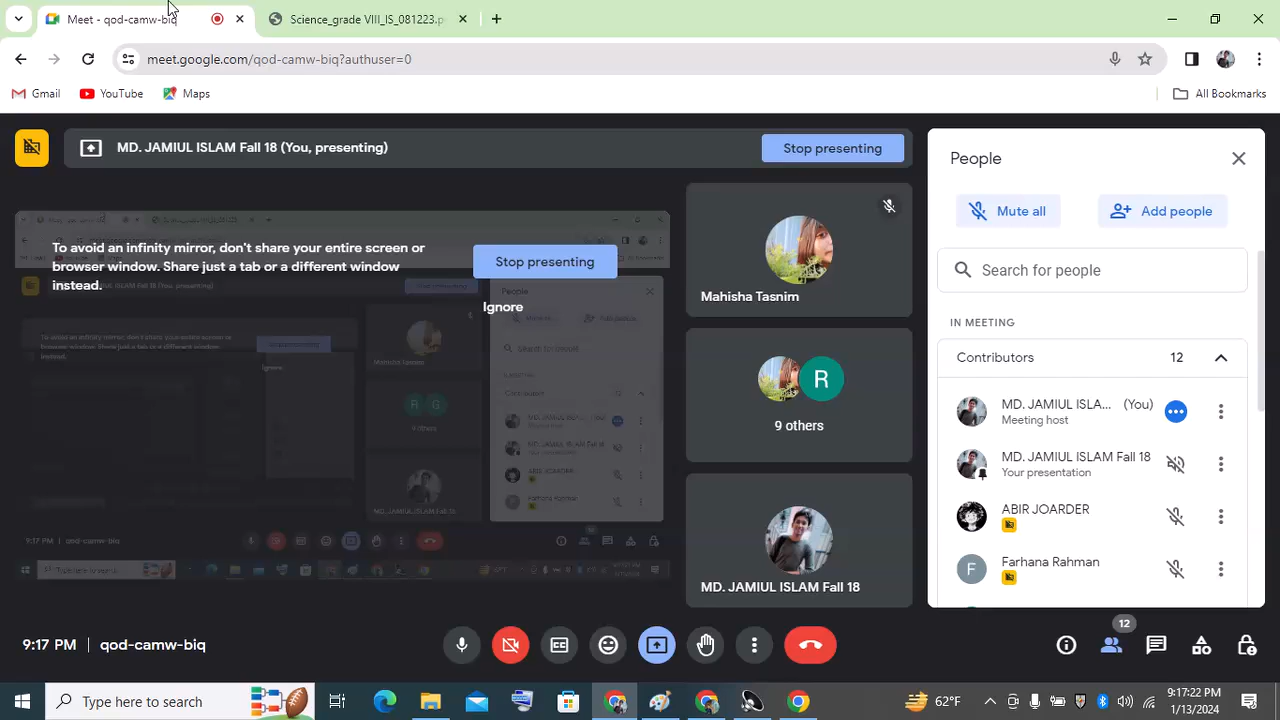 Meet - qod-camw-biq
Science_grade VIII_IS_081223.p
meet.google.com/qod-camw-biq?authuser=0
Gmail
YouTube
Maps
All Bookmarks
MD. JAMIUL ISLAM Fall 18 (You, presenting)
Stop presenting
To avoid an infinity mirror, don't share your entire screen or
browser window. Share just a tab or a different window
instead.
Stop presenting
Ignore
Mahisha Tasnim
R
9 others
MD. JAMIUL ISLAM Fall 18
People
Mute all
Add people
Search for people
IN MEETING
Contributors 12
MD. JAMIUL ISLA... (You)
Meeting host
MD. JAMIUL ISLAM Fall 18
Your presentation
ABIR JOARDER
F
Farhana Rahman
9:17 PM | qod-camw-biq
12
Type here to search
62°F
9:17:22 PM
1/13/2024